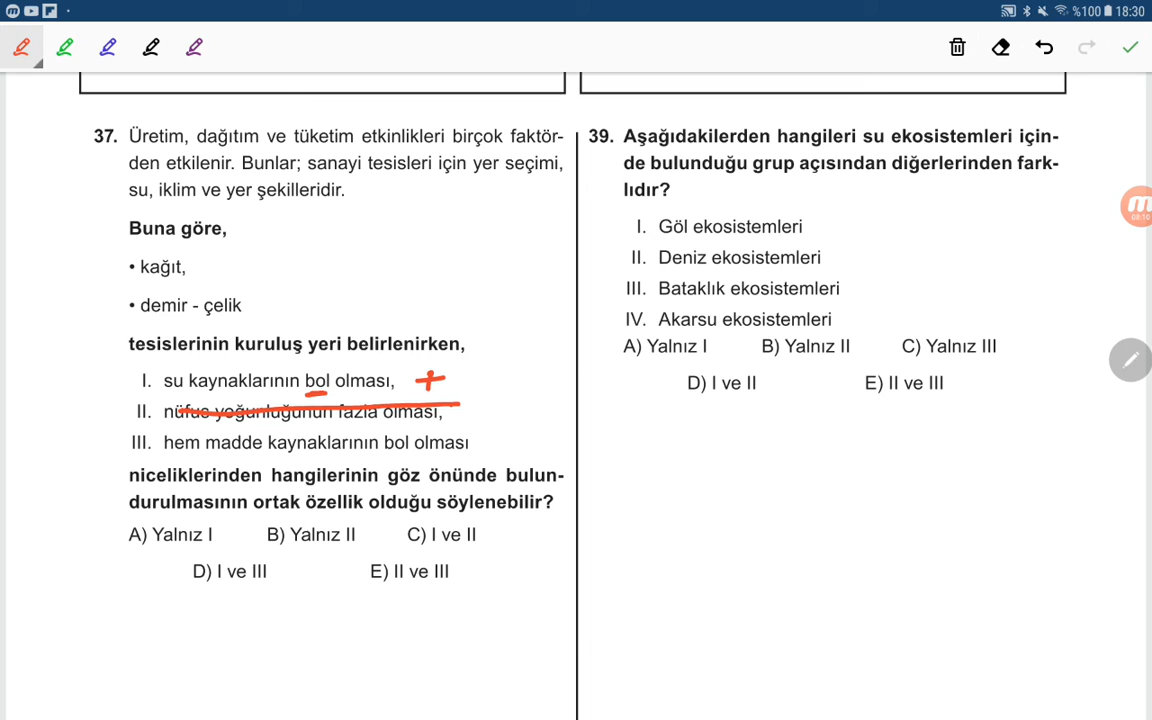 %100 18:30
37. Üretim, dağıtım ve tüketim etkinlikleri birçok faktör-
den etkilenir. Bunlar; sanayi tesisleri için yer seçimi,
su, iklim ve yer şekilleridir.
Buna göre,
• kağıt,
• demir - çelik
tesislerinin kuruluş yeri belirlenirken,
I. su kaynaklarının bol olması, +
II. nüfus yoğunluğunun fazla olması,
III. hem madde kaynaklarının bol olması
niceliklerinden hangilerinin göz önünde bulun-
durulmasının ortak özellik olduğu söylenebilir?
A) Yalnız I B) Yalnız II C) I ve II
D) I ve III E) II ve III
39. Aşağıdakilerden hangileri su ekosistemleri için-
de bulunduğu grup açısından diğerlerinden fark-
lıdır?
I. Göl ekosistemleri
II. Deniz ekosistemleri
III. Bataklık ekosistemleri
IV. Akarsu ekosistemleri
A) Yalnız I B) Yalnız II C) Yalnız III
D) I ve II E) II ve III
09:10